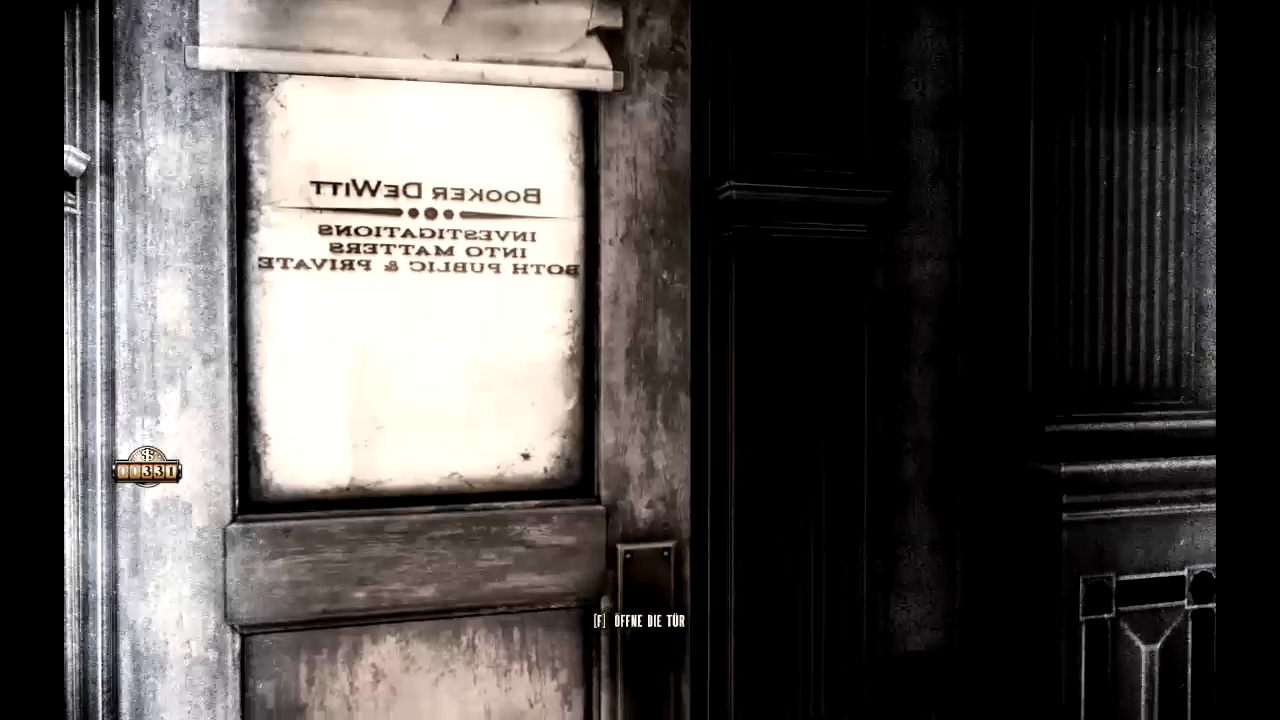 BOOKER DEWITT
INVESTIGATIONS
INTO MATTERS
BOTH PUBLIC & PRIVATE
$
00331
[F] ÖFFNE DIE TÜR